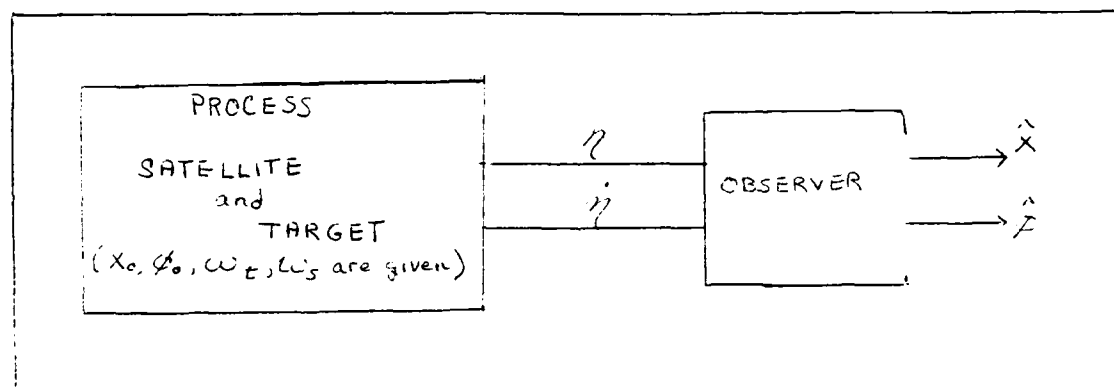 PROCESS
SATELLITE
and
TARGET
(X₀, φ₀, ω_t, ω_s are given)
η
η̇
OBSERVER
x̂